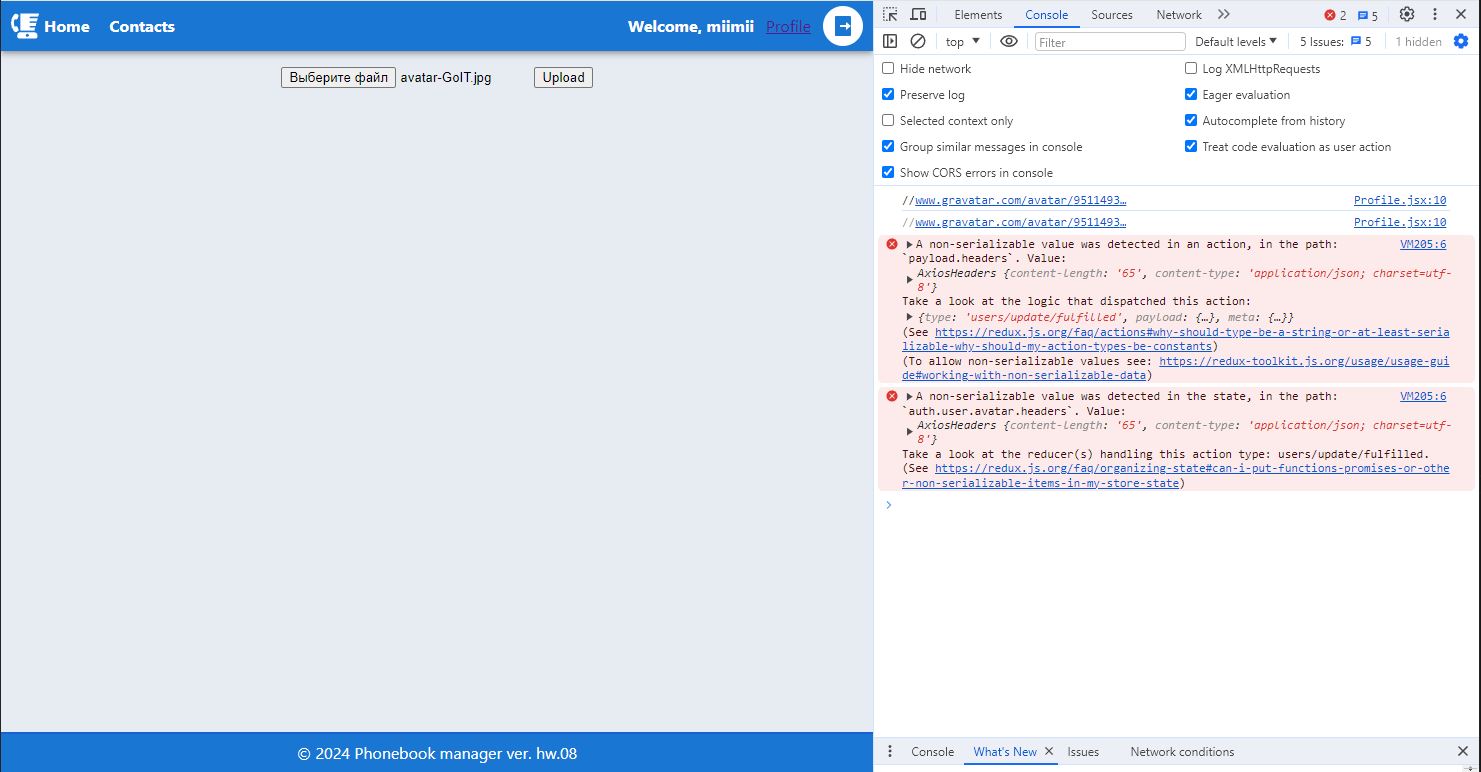 Home Contacts Welcome, miimii Profile
Выберите файл avatar-GoIT.jpg Upload
© 2024 Phonebook manager ver. hw.08
Elements Console Sources Network 2 5
top Filter Default levels 5 Issues: 5 1 hidden
Hide network Log XMLHttpRequests
Preserve log Eager evaluation
Selected context only Autocomplete from history
Group similar messages in console Treat code evaluation as user action
Show CORS errors in console
//www.gravatar.com/avatar/9511493… Profile.jsx:10
//www.gravatar.com/avatar/9511493… Profile.jsx:10
A non-serializable value was detected in an action, in the path: VM205:6
`payload.headers`. Value:
AxiosHeaders {content-length: '65', content-type: 'application/json; charset=utf-
8'}
Take a look at the logic that dispatched this action:
{type: 'users/update/fulfilled', payload: {…}, meta: {…}}
(See https://redux.js.org/faq/actions#why-should-type-be-a-string-or-at-least-seria
lizable-why-should-my-action-types-be-constants)
(To allow non-serializable values see: https://redux-toolkit.js.org/usage/usage-gui
de#working-with-non-serializable-data)
A non-serializable value was detected in the state, in the path: VM205:6
`auth.user.avatar.headers`. Value:
AxiosHeaders {content-length: '65', content-type: 'application/json; charset=utf-
8'}
Take a look at the reducer(s) handling this action type: users/update/fulfilled.
(See https://redux.js.org/faq/organizing-state#can-i-put-functions-promises-or-othe
r-non-serializable-items-in-my-store-state)
Console What's New Issues Network conditions